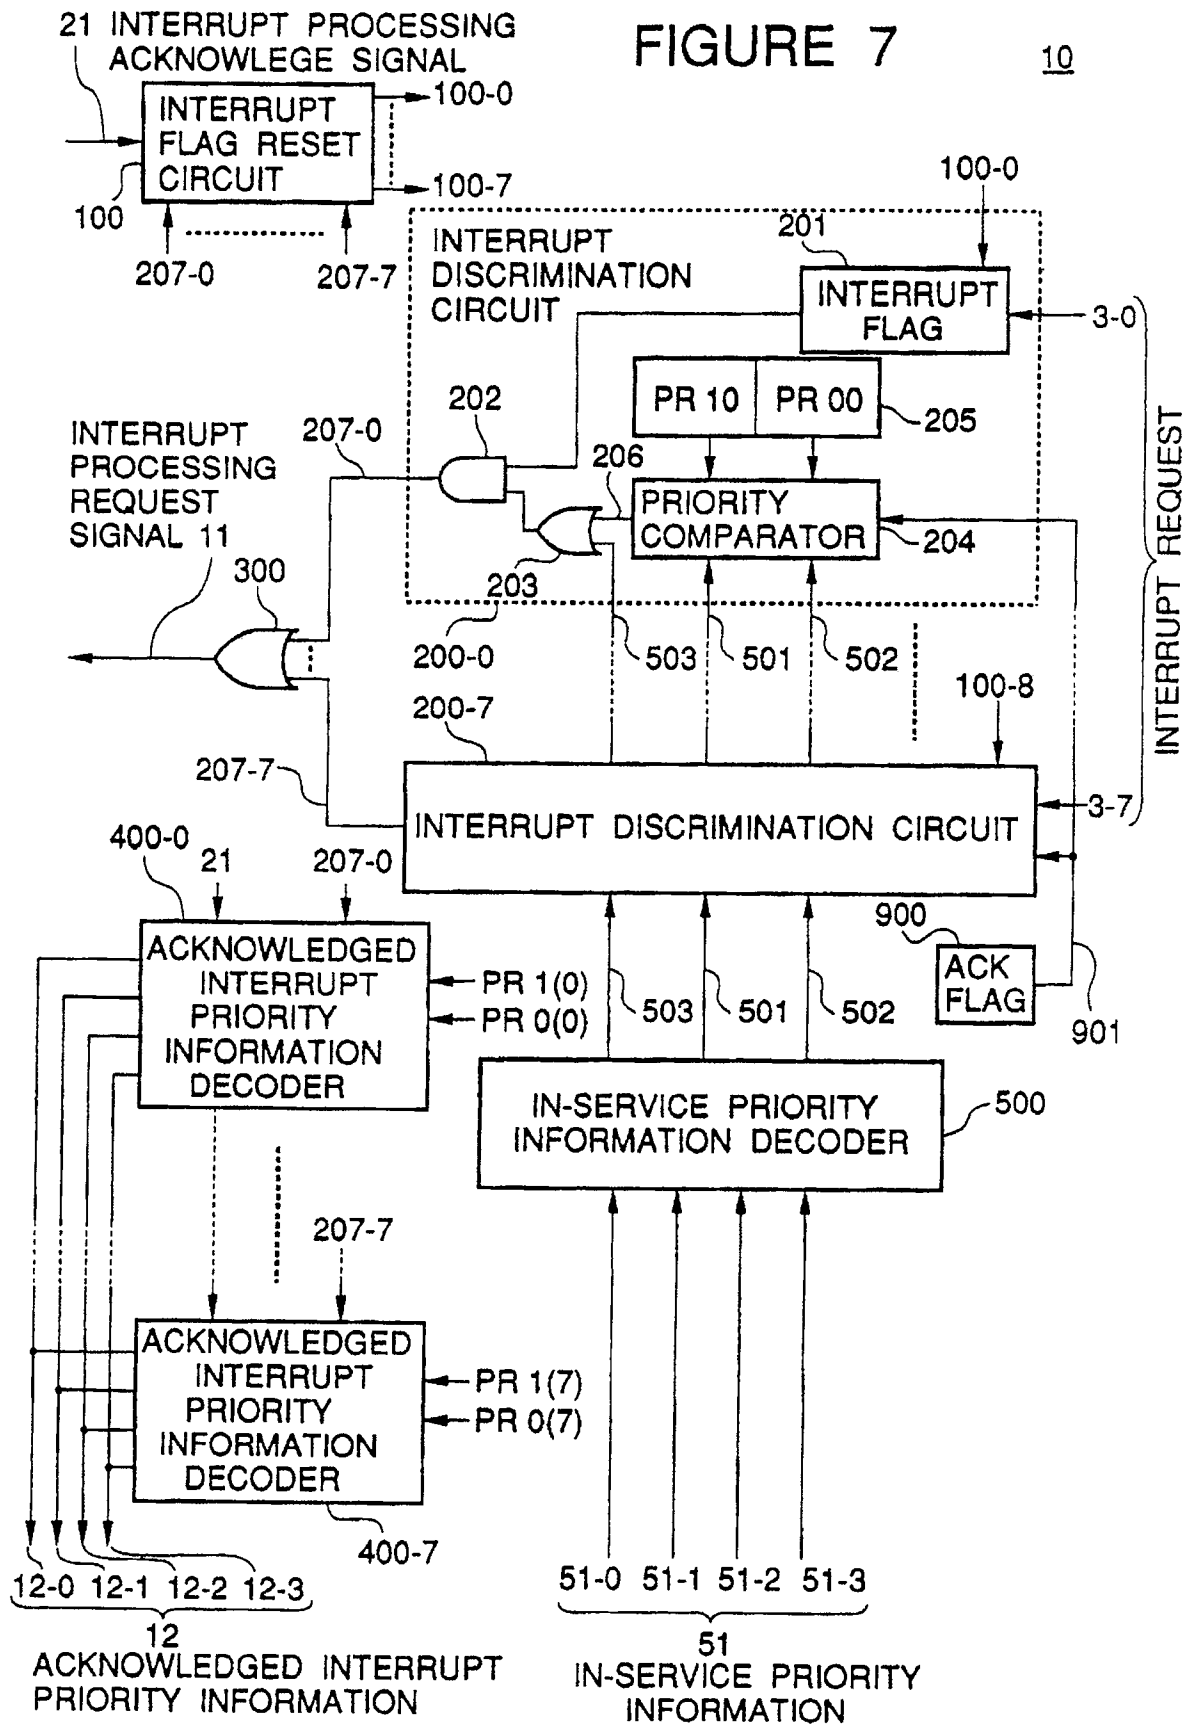 FIGURE 7
10
21 INTERRUPT PROCESSING
ACKNOWLEGE SIGNAL
INTERRUPT
FLAG RESET
CIRCUIT
100
100-0
100-7
207-0
207-7
INTERRUPT
DISCRIMINATION
CIRCUIT
201
100-0
INTERRUPT
FLAG
3-0
PR 10
PR 00
205
202
207-0
INTERRUPT
PROCESSING
REQUEST
SIGNAL 11
206
PRIORITY
COMPARATOR
204
203
300
200-0
503
501
502
INTERRUPT REQUEST
200-7
100-8
207-7
INTERRUPT DISCRIMINATION CIRCUIT
3-7
400-0
21
207-0
ACKNOWLEDGED
INTERRUPT
PRIORITY
INFORMATION
DECODER
PR 1(0)
PR 0(0)
503
501
502
900
ACK
FLAG
901
IN-SERVICE PRIORITY
INFORMATION DECODER
500
207-7
ACKNOWLEDGED
INTERRUPT
PRIORITY
INFORMATION
DECODER
PR 1(7)
PR 0(7)
400-7
12-0 12-1 12-2 12-3
12
ACKNOWLEDGED INTERRUPT
PRIORITY INFORMATION
51-0 51-1 51-2 51-3
51
IN-SERVICE PRIORITY
INFORMATION